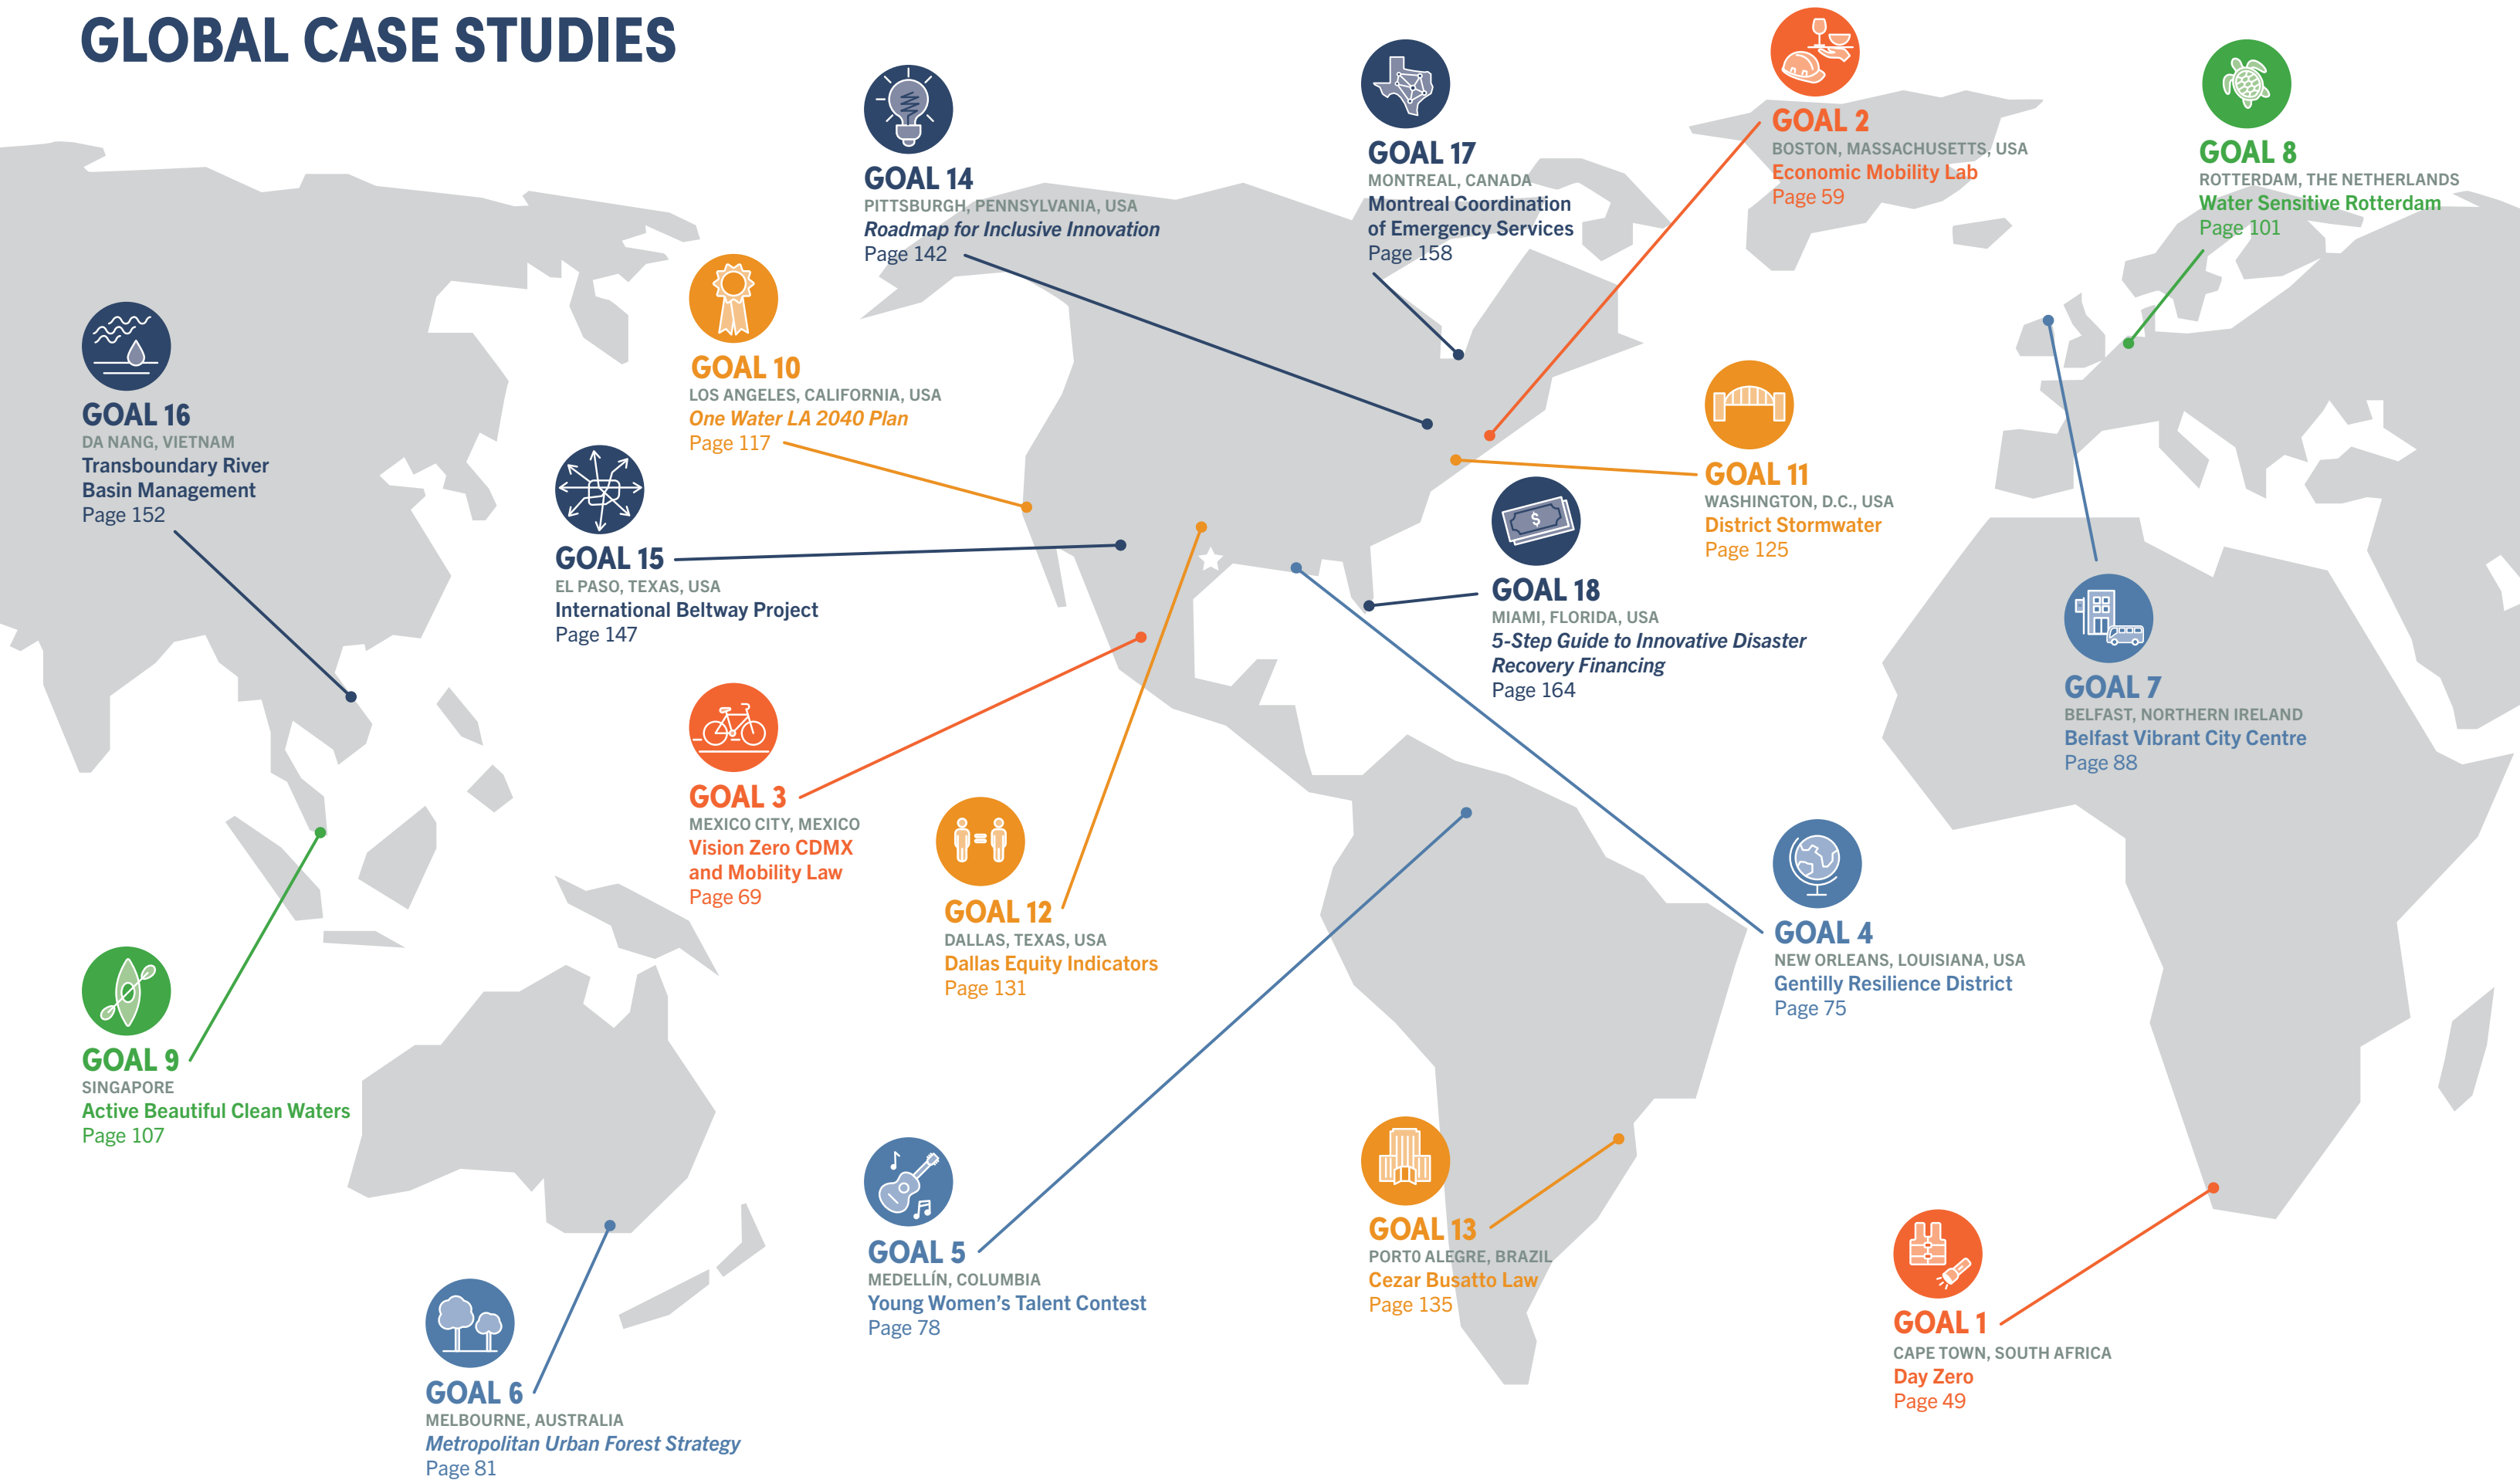 GLOBAL CASE STUDIES
GOAL 14
PITTSBURGH, PENNSYLVANIA, USA
Roadmap for Inclusive Innovation
Page 142
GOAL 17
MONTREAL, CANADA
Montreal Coordination
of Emergency Services
Page 158
GOAL 2
BOSTON, MASSACHUSETTS, USA
Economic Mobility Lab
Page 59
GOAL 8
ROTTERDAM, THE NETHERLANDS
Water Sensitive Rotterdam
Page 101
GOAL 10
LOS ANGELES, CALIFORNIA, USA
One Water LA 2040 Plan
Page 117
GOAL 16
DA NANG, VIETNAM
Transboundary River
Basin Management
Page 152
GOAL 15
EL PASO, TEXAS, USA
International Beltway Project
Page 147
GOAL 11
WASHINGTON, D.C., USA
District Stormwater
Page 125
$
GOAL 18
MIAMI, FLORIDA, USA
5-Step Guide to Innovative Disaster
Recovery Financing
Page 164
GOAL 7
BELFAST, NORTHERN IRELAND
Belfast Vibrant City Centre
Page 88
GOAL 3
MEXICO CITY, MEXICO
Vision Zero CDMX
and Mobility Law
Page 69
GOAL 12
DALLAS, TEXAS, USA
Dallas Equity Indicators
Page 131
GOAL 4
NEW ORLEANS, LOUISIANA, USA
Gentilly Resilience District
Page 75
GOAL 9
SINGAPORE
Active Beautiful Clean Waters
Page 107
GOAL 5
MEDELLÍN, COLUMBIA
Young Women's Talent Contest
Page 78
GOAL 13
PORT0 ALEGRE, BRAZIL
Cezar Busatto Law
Page 135
GOAL 1
CAPE TOWN, SOUTH AFRICA
Day Zero
Page 49
GOAL 6
MELBOURNE, AUSTRALIA
Metropolitan Urban Forest Strategy
Page 81